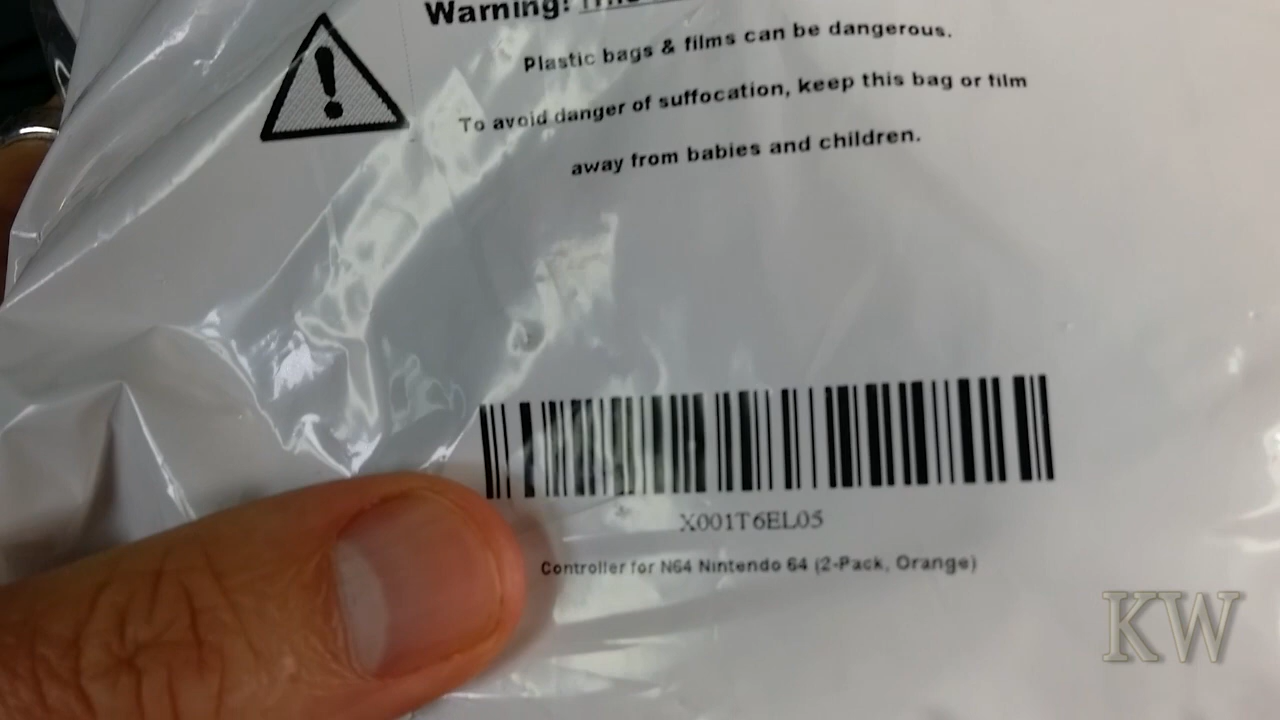 Warning!
Plastic bags & films can be dangerous.
To avoid danger of suffocation, keep this bag or film
away from babies and children.
X001T6EL05
Controller for N64 Nintendo 64 (2-Pack, Orange)
KW